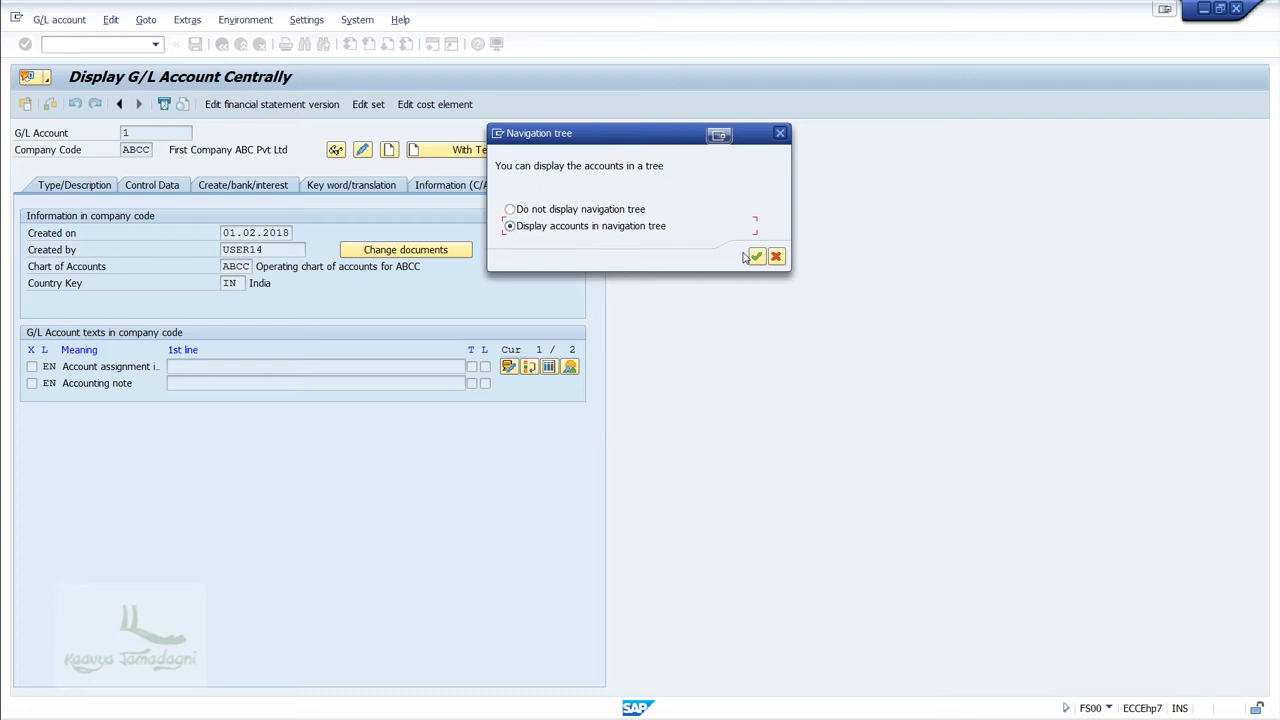 G/L account Edit Goto Extras Environment Settings System Help
Display G/L Account Centrally
Edit financial statement version Edit set Edit cost element
G/L Account 1
Company Code ABCC First Company ABC Pvt Ltd With Te
Type/Description Control Data Create/bank/interest Key word/translation Information (C/A
Information in company code
Created on 01.02.2018
Created by USER14 Change documents
Chart of Accounts ABCC Operating chart of accounts for ABCC
Country Key IN India
G/L Account texts in company code
X L Meaning 1st line T L Cur 1 / 2
EN Account assignment i..
EN Accounting note
Navigation tree
You can display the accounts in a tree
Do not display navigation tree
Display accounts in navigation tree
Kaavya Jamadagni
SAP FS00 ECCEhp7 INS